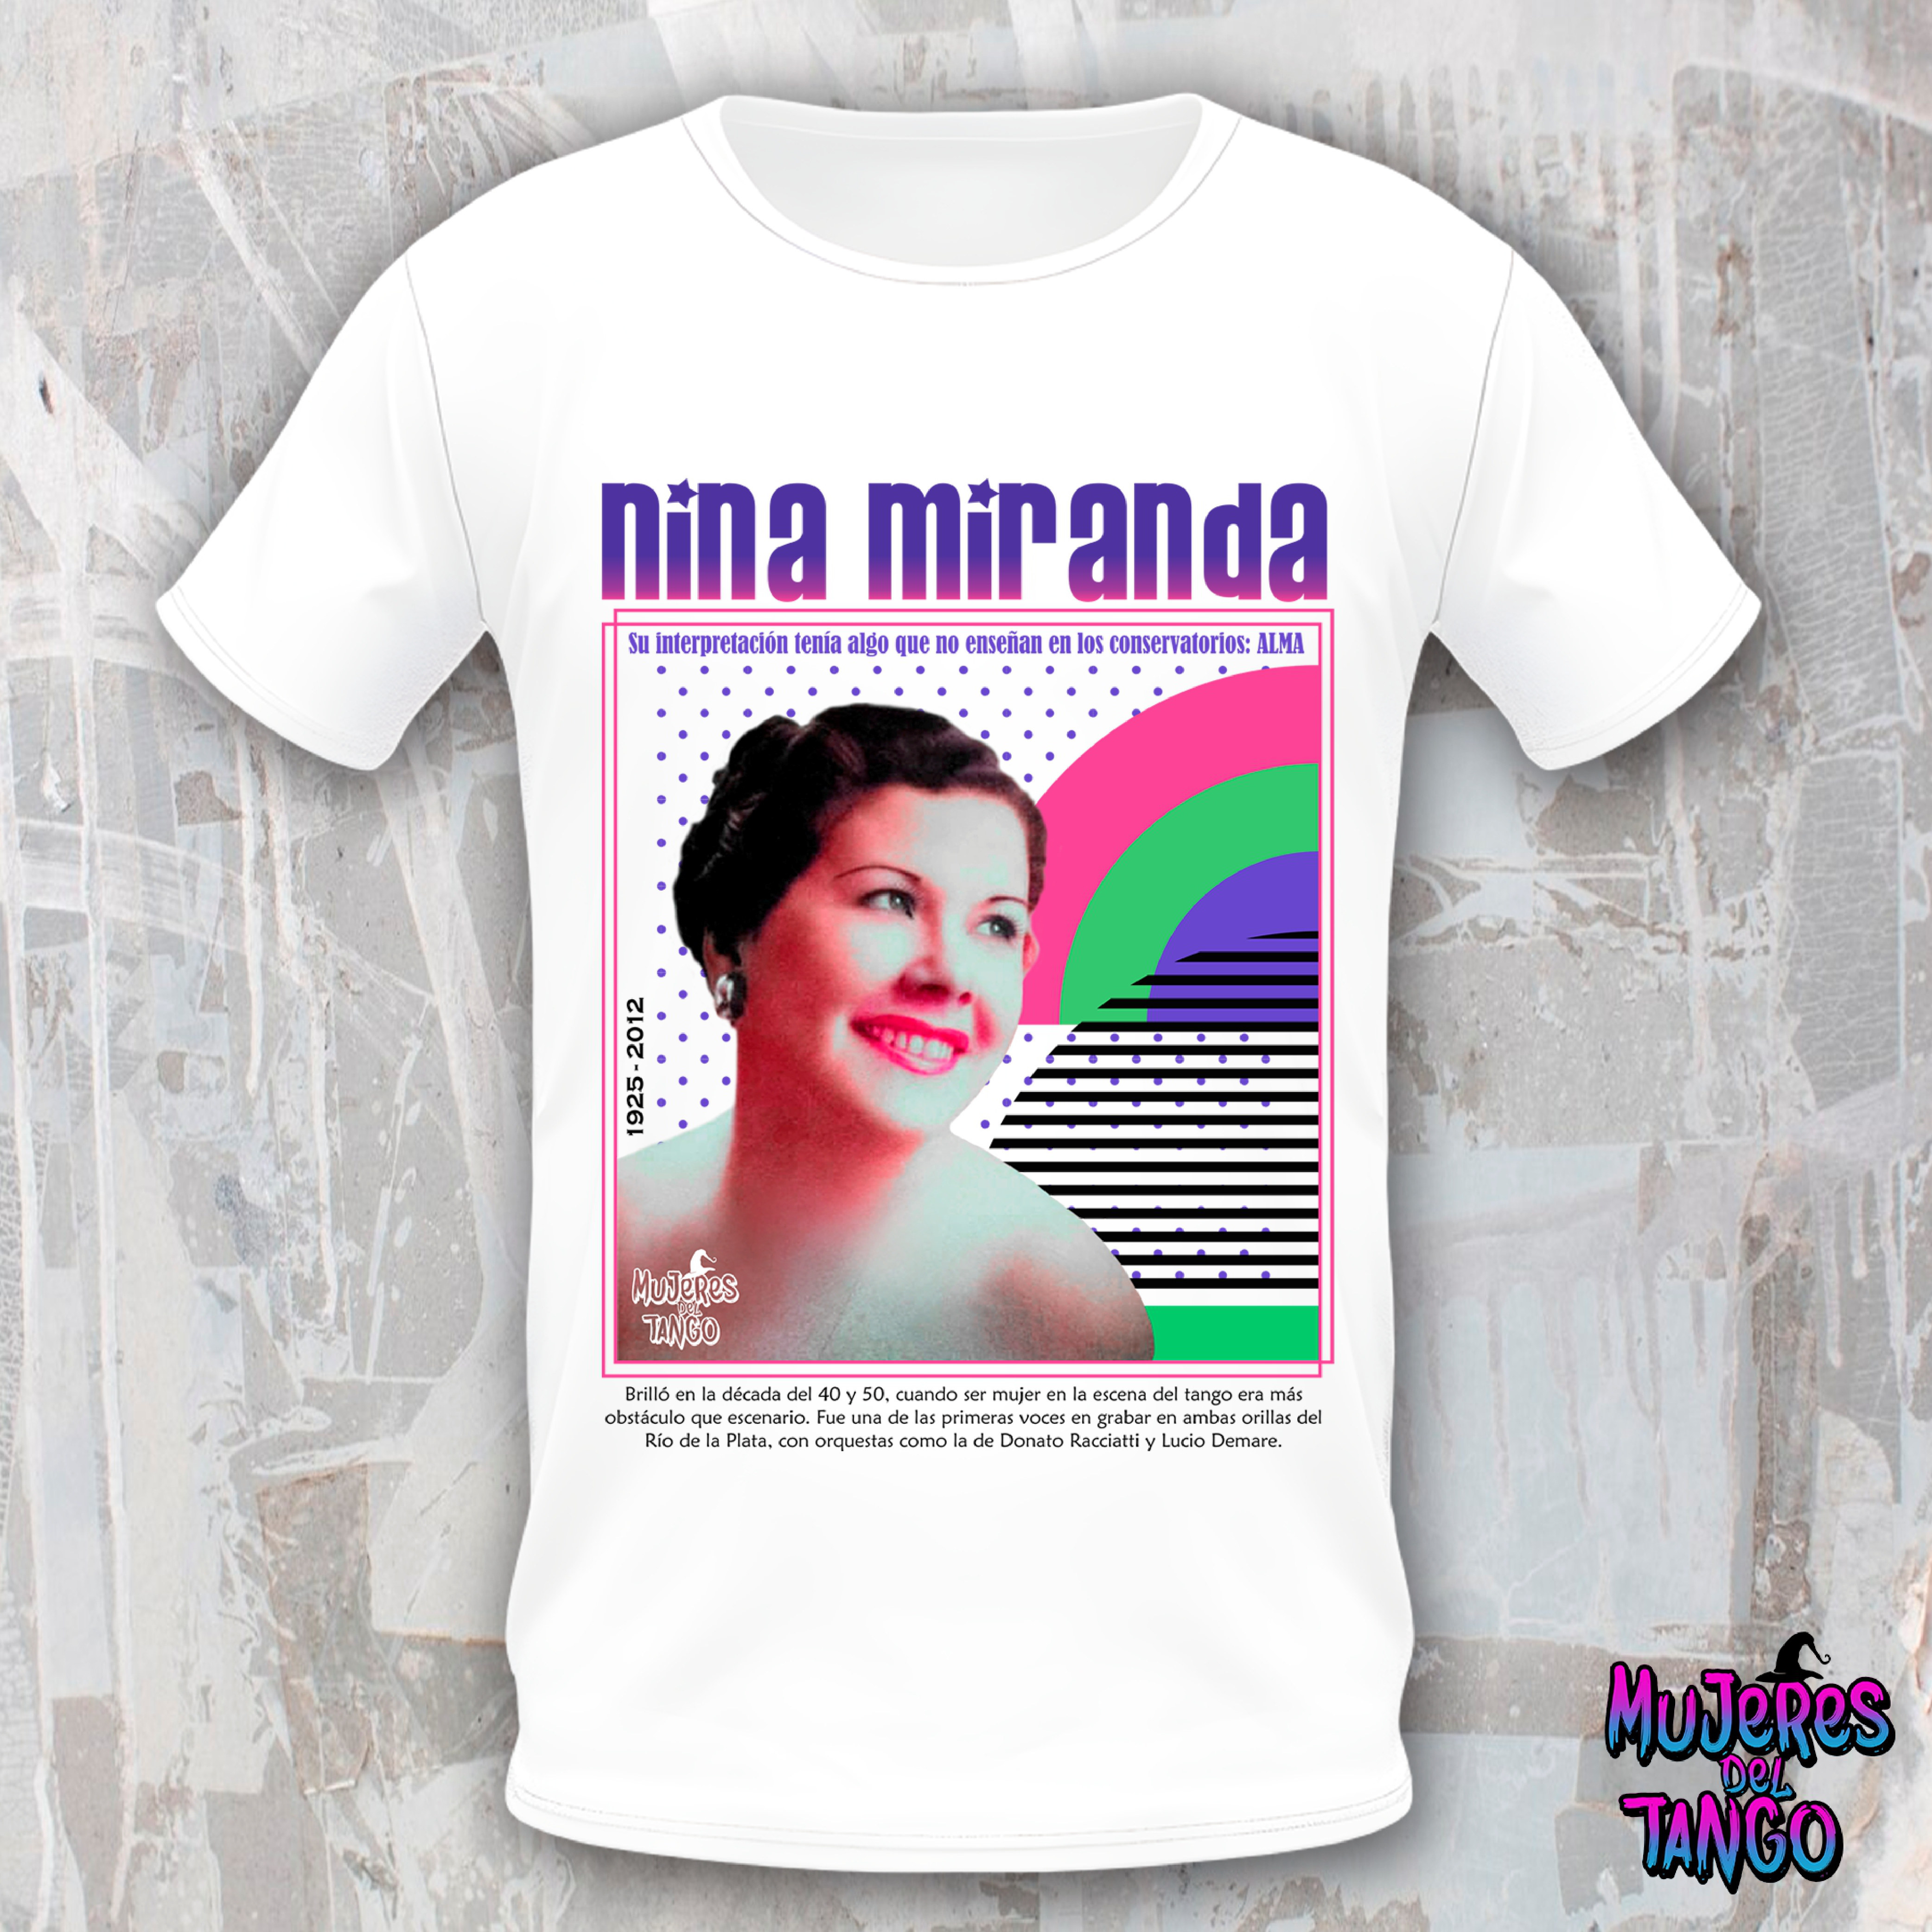 nina miranda
Su interpretación tenía algo que no enseñan en los conservatorios: ALMA
1925 - 2012
MUJERES
DEL
TANGO
Brilló en la década del 40 y 50, cuando ser mujer en la escena del tango era más
obstáculo que escenario. Fue una de las primeras voces en grabar en ambas orillas del
Río de la Plata, con orquestas como la de Donato Racciatti y Lucio Demare.
MUJERES
DEL
TANGO